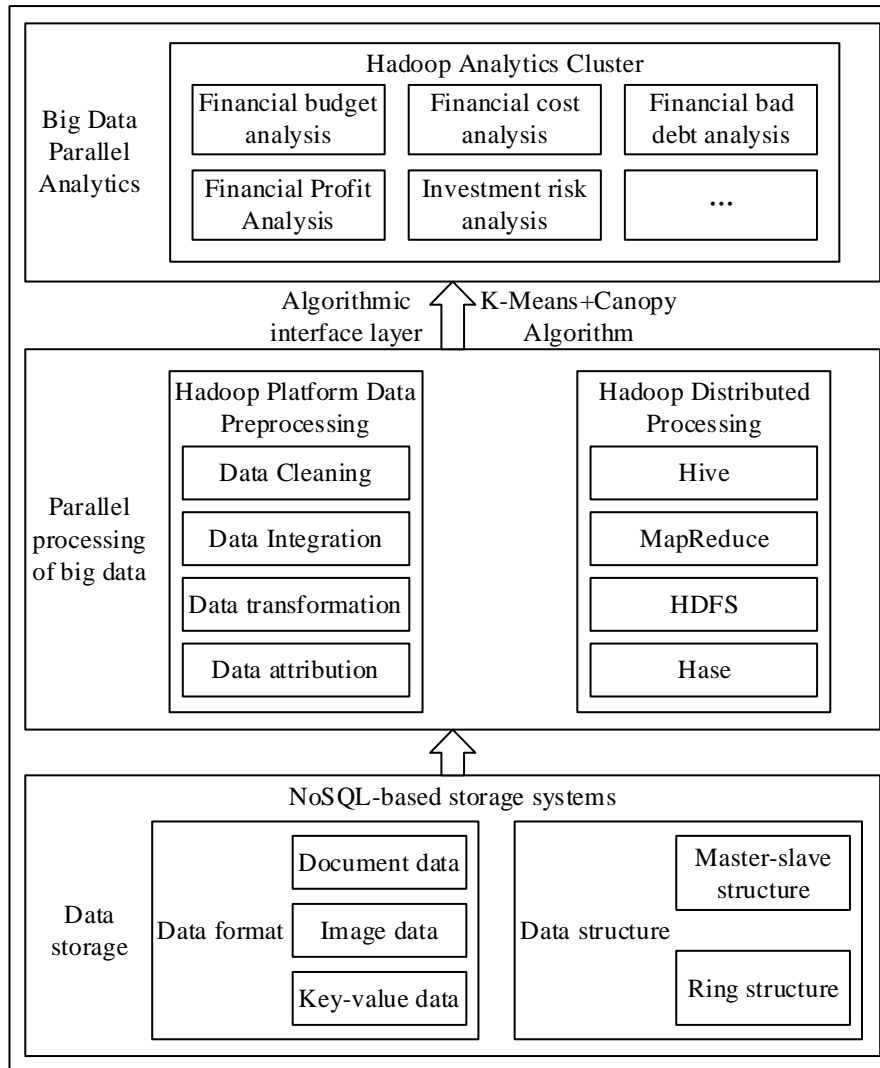 Big Data
Parallel
Analytics
Hadoop Analytics Cluster
Financial budget
analysis
Financial cost
analysis
Financial bad
debt analysis
Financial Profit
Analysis
Investment risk
analysis
...
Algorithmic
interface layer
K-Means+Canopy
Algorithm
Parallel
processing
of big data
Hadoop Platform Data
Preprocessing
Data Cleaning
Data Integration
Data transformation
Data attribution
Hadoop Distributed
Processing
Hive
MapReduce
HDFS
Hase
NoSQL-based storage systems
Data
storage
Data format
Document data
Image data
Key-value data
Data structure
Master-slave
structure
Ring structure